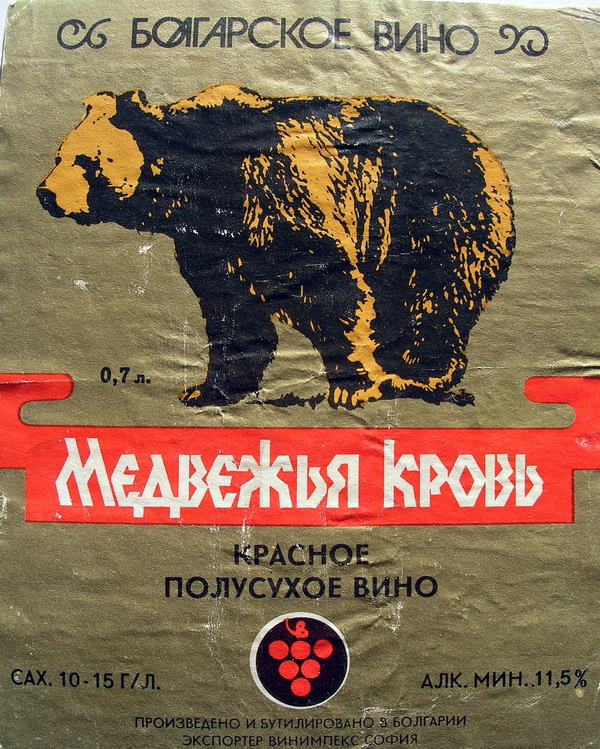 БОЛГАРСКОЕ ВИНО
0,7 л.
МЕДВЕЖЬЯ КРОВЬ
КРАСНОЕ
ПОЛУСУХОЕ ВИНО
САХ. 10-15 Г/Л.
АЛК. МИН. 11,5%
ПРОИЗВЕДЕНО И БУТИЛИРОВАНО В БОЛГАРИИ
ЭКСПОРТЕР ВИНИМПЕКС СОФИЯ